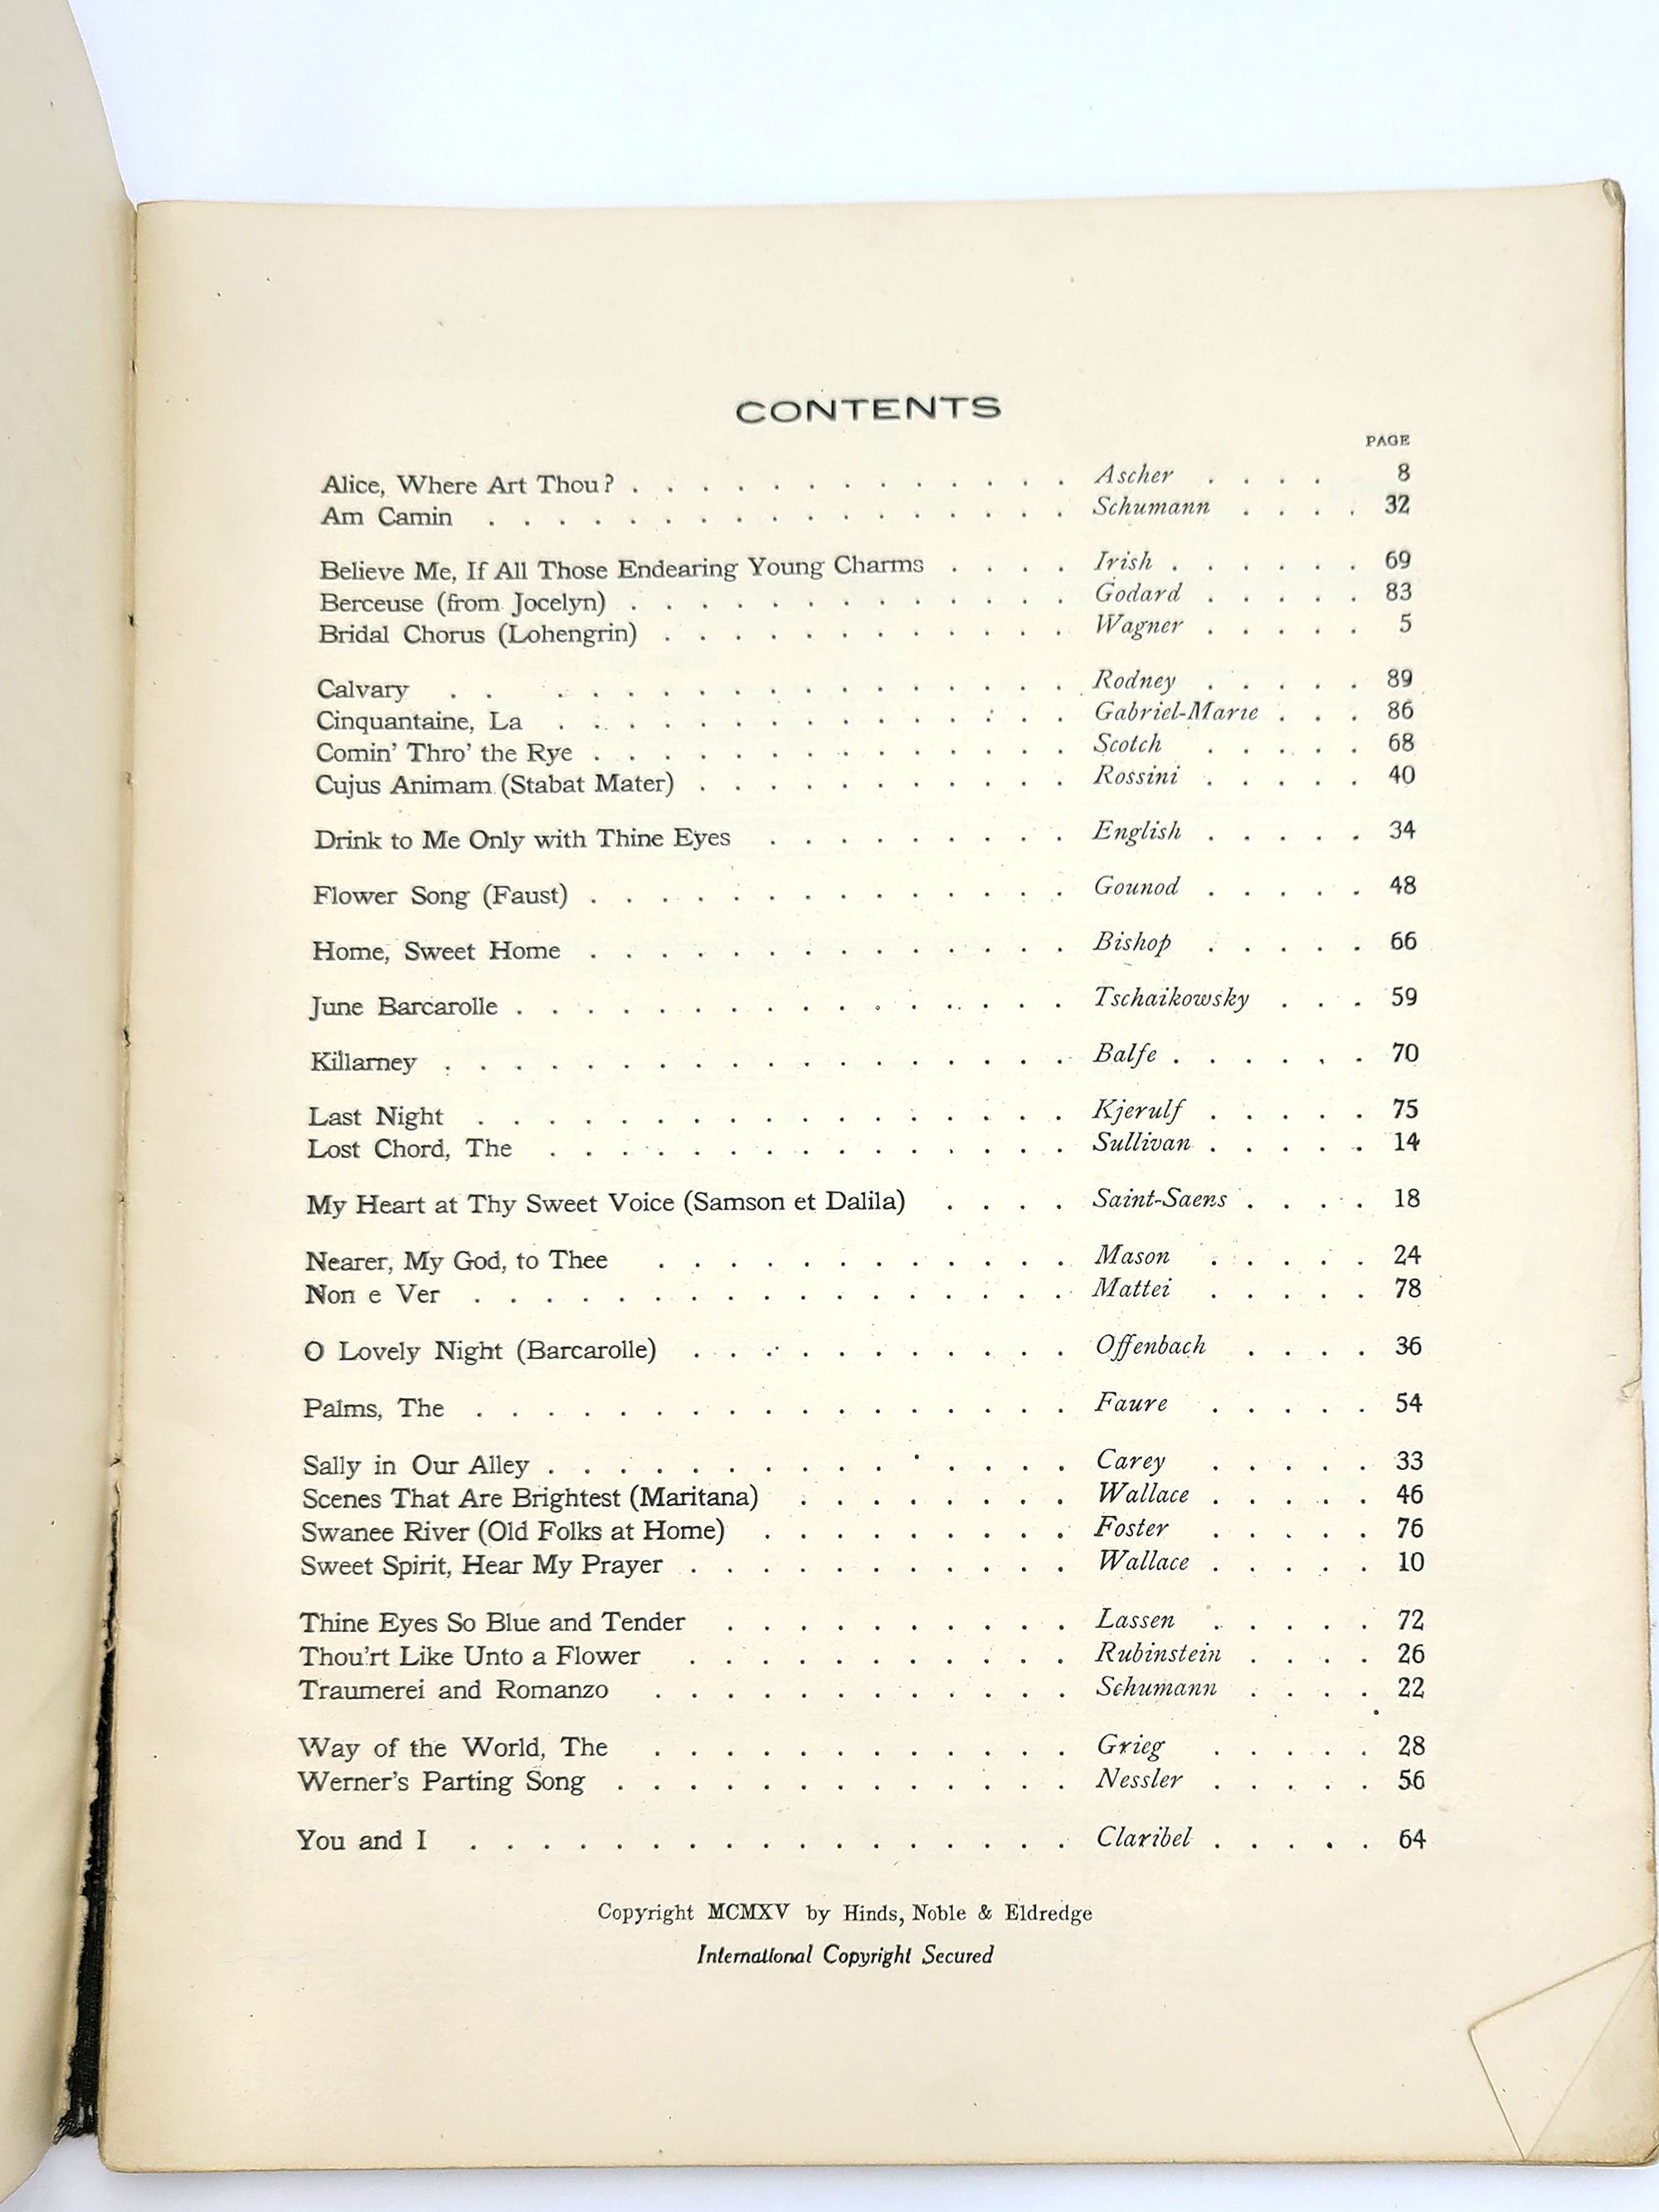 CONTENTS
PAGE
Alice, Where Art Thou? . . . . . . . . . . . . . Ascher . . . . 8
Am Camin . . . . . . . . . . . . . . . . . Schumann . . . . 32
Believe Me, If All Those Endearing Young Charms . . . . Irish . . . . . . 69
Berceuse (from Jocelyn) . . . . . . . . . . . . . Godard . . . . . 83
Bridal Chorus (Lohengrin) . . . . . . . . . . . . Wagner . . . . . 5
Calvary . . . . . . . . . . . . . . . . . Rodney . . . . . 89
Cinquantaine, La . . . . . . . . . . . . . . . Gabriel-Marie . . . 86
Comin' Thro' the Rye . . . . . . . . . . . . . . Scotch . . . . . 68
Cujus Animam (Stabat Mater) . . . . . . . . . . . Rossini . . . . . 40
Drink to Me Only with Thine Eyes . . . . . . . . . English . . . . . 34
Flower Song (Faust) . . . . . . . . . . . . . . Gounod . . . . . 48
Home, Sweet Home . . . . . . . . . . . . . . Bishop . . . . . 66
June Barcarolle . . . . . . . . . . . . . . . . Tschaikowsky . . . 59
Killarney . . . . . . . . . . . . . . . . . . Balfe . . . . . . 70
Last Night . . . . . . . . . . . . . . . . . Kjerulf . . . . . 75
Lost Chord, The . . . . . . . . . . . . . . . Sullivan . . . . . 14
My Heart at Thy Sweet Voice (Samson et Dalila) . . . . Saint-Saens . . . . 18
Nearer, My God, to Thee . . . . . . . . . . . . Mason . . . . . 24
Non e Ver . . . . . . . . . . . . . . . . . Mattei . . . . . 78
O Lovely Night (Barcarolle) . . . . . . . . . . . Offenbach . . . . 36
Palms, The . . . . . . . . . . . . . . . . . Faure . . . . . 54
Sally in Our Alley . . . . . . . . . . . . . . . Carey . . . . . 33
Scenes That Are Brightest (Maritana) . . . . . . . . Wallace . . . . . 46
Swanee River (Old Folks at Home) . . . . . . . . . Foster . . . . . 76
Sweet Spirit, Hear My Prayer . . . . . . . . . . . Wallace . . . . . 10
Thine Eyes So Blue and Tender . . . . . . . . . . Lassen . . . . . 72
Thou'rt Like Unto a Flower . . . . . . . . . . . Rubinstein . . . . 26
Traumerei and Romanzo . . . . . . . . . . . . Schumann . . . . 22
Way of the World, The . . . . . . . . . . . . Grieg . . . . . 28
Werner's Parting Song . . . . . . . . . . . . . Nessler . . . . . 56
You and I . . . . . . . . . . . . . . . . . Claribel . . . . . 64
Copyright MCMXV by Hinds, Noble & Eldredge
International Copyright Secured